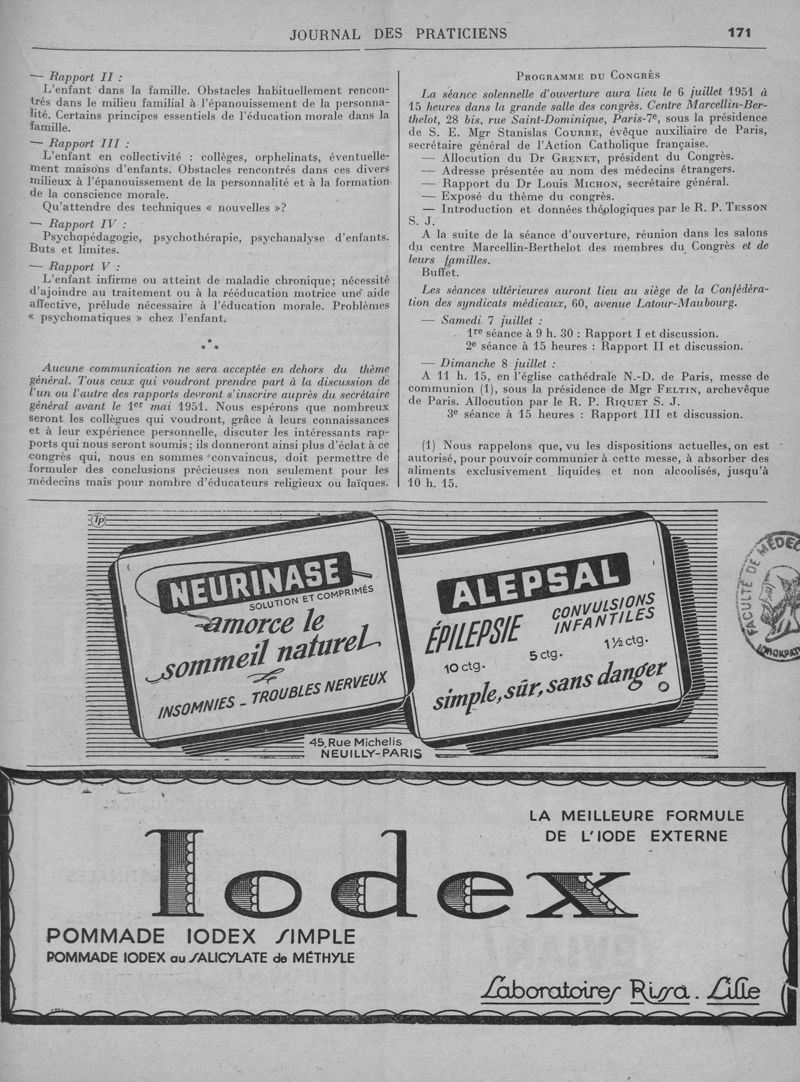 JOURNAL DES PRATICIENS
171
— Rapport II :
L'enfant dans la famille. Obstacles habituellement rencon-
trés dans le milieu familial à l'épanouissement de la personna-
lité. Certains principes essentiels de l'éducation morale dans la
famille.
— Rapport III :
L'enfant en collectivité : collèges, orphelinats, éventuelle-
ment maisons d'enfants. Obstacles rencontrés dans ces divers
milieux à l'épanouissement de la personnalité et à la formation
de la conscience morale.
Qu'attendre des techniques « nouvelles »?
— Rapport IV :
Psychopédagogie, psychothérapie, psychanalyse d'enfants.
Buts et limites.
— Rapport V :
L'enfant infirme ou atteint de maladie chronique; nécessité
d'ajoindre au traitement ou à la rééducation motrice une aide
affective, prélude nécessaire à l'éducation morale. Problèmes
« psychomatiques » chez l'enfant.
* * *
Aucune communication ne sera acceptée en dehors du thème
général. Tous ceux qui voudront prendre part à la discussion de
l'un ou l'autre des rapports devront s'inscrire auprès du secrétaire
général avant le 1er mai 1951. Nous espérons que nombreux
seront les collègues qui voudront, grâce à leurs connaissances
et à leur expérience personnelle, discuter les intéressants rap-
ports qui nous seront soumis; ils donneront ainsi plus d'éclat à ce
congrès qui, nous en sommes convaincus, doit permettre de
formuler des conclusions précieuses non seulement pour les
médecins mais pour nombre d'éducateurs religieux ou laïques.
PROGRAMME DU CONGRÈS
La séance solennelle d'ouverture aura lieu le 6 juillet 1951 à
15 heures dans la grande salle des congrès. Centre Marcellin-Ber-
thelot, 28 bis, rue Saint-Dominique, Paris-7e, sous la présidence
de S. E. Mgr Stanislas COURBE, évêque auxiliaire de Paris,
secrétaire général de l'Action Catholique française.
— Allocution du Dr GRENET, président du Congrès.
— Adresse présentée au nom des médecins étrangers.
— Rapport du Dr Louis MICHON, secrétaire général.
— Exposé du thème du congrès.
— Introduction et données théologiques par le R. P. TESSON
S. J.
A la suite de la séance d'ouverture, réunion dans les salons
du centre Marcellin-Berthelot des membres du Congrès et de
leurs familles.
Buffet.
Les séances ultérieures auront lieu au siège de la Confédéra-
tion des syndicats médicaux, 60, avenue Latour-Maubourg.
— Samedi 7 juillet :
1re séance à 9 h. 30 : Rapport I et discussion.
2e séance à 15 heures : Rapport II et discussion.
— Dimanche 8 juillet :
A 11 h. 15, en l'église cathédrale N.-D. de Paris, messe de
communion (1), sous la présidence de Mgr FELTIN, archevêque
de Paris. Allocution par le R. P. RIQUET S. J.
3e séance à 15 heures : Rapport III et discussion.
(1) Nous rappelons que, vu les dispositions actuelles, on est
autorisé, pour pouvoir communier à cette messe, à absorber des
aliments exclusivement liquides et non alcoolisés, jusqu'à
10 h. 15.
lp
NEURINASE
SOLUTION ET COMPRIMÉS
amorce le
sommeil naturel
INSOMNIES - TROUBLES NERVEUX
ALEPSAL
ÉPILEPSIE
CONVULSIONS
INFANTILES
10 ctg.
5 ctg.
1 ½ ctg.
simple, sûr, sans danger
45, Rue Michelis
NEUILLY-PARIS
FACULTÉ DE MÉDEC
LA MEILLEURE FORMULE
DE L'IODE EXTERNE
Iodex
POMMADE IODEX SIMPLE
POMMADE IODEX au SALICYLATE de MÉTHYLE
Laboratoires Rissa. Lille